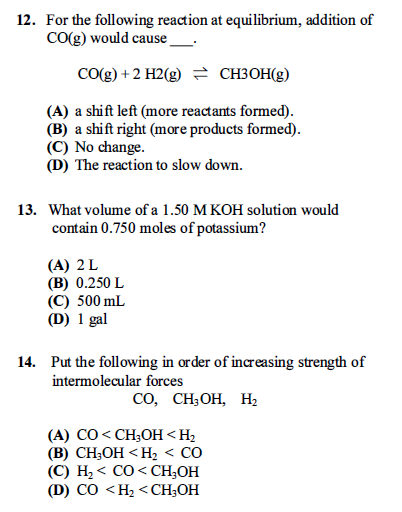 12. For the following reaction at equilibrium, addition of
CO(g) would cause ___.
CO(g) + 2 H2(g) ⇌ CH3OH(g)
(A) a shift left (more reactants formed).
(B) a shift right (more products formed).
(C) No change.
(D) The reaction to slow down.
13. What volume of a 1.50 M KOH solution would
contain 0.750 moles of potassium?
(A) 2 L
(B) 0.250 L
(C) 500 mL
(D) 1 gal
14. Put the following in order of increasing strength of
intermolecular forces
CO, CH₃OH, H₂
(A) CO < CH₃OH < H₂
(B) CH₃OH < H₂ < CO
(C) H₂ < CO < CH₃OH
(D) CO < H₂ < CH₃OH